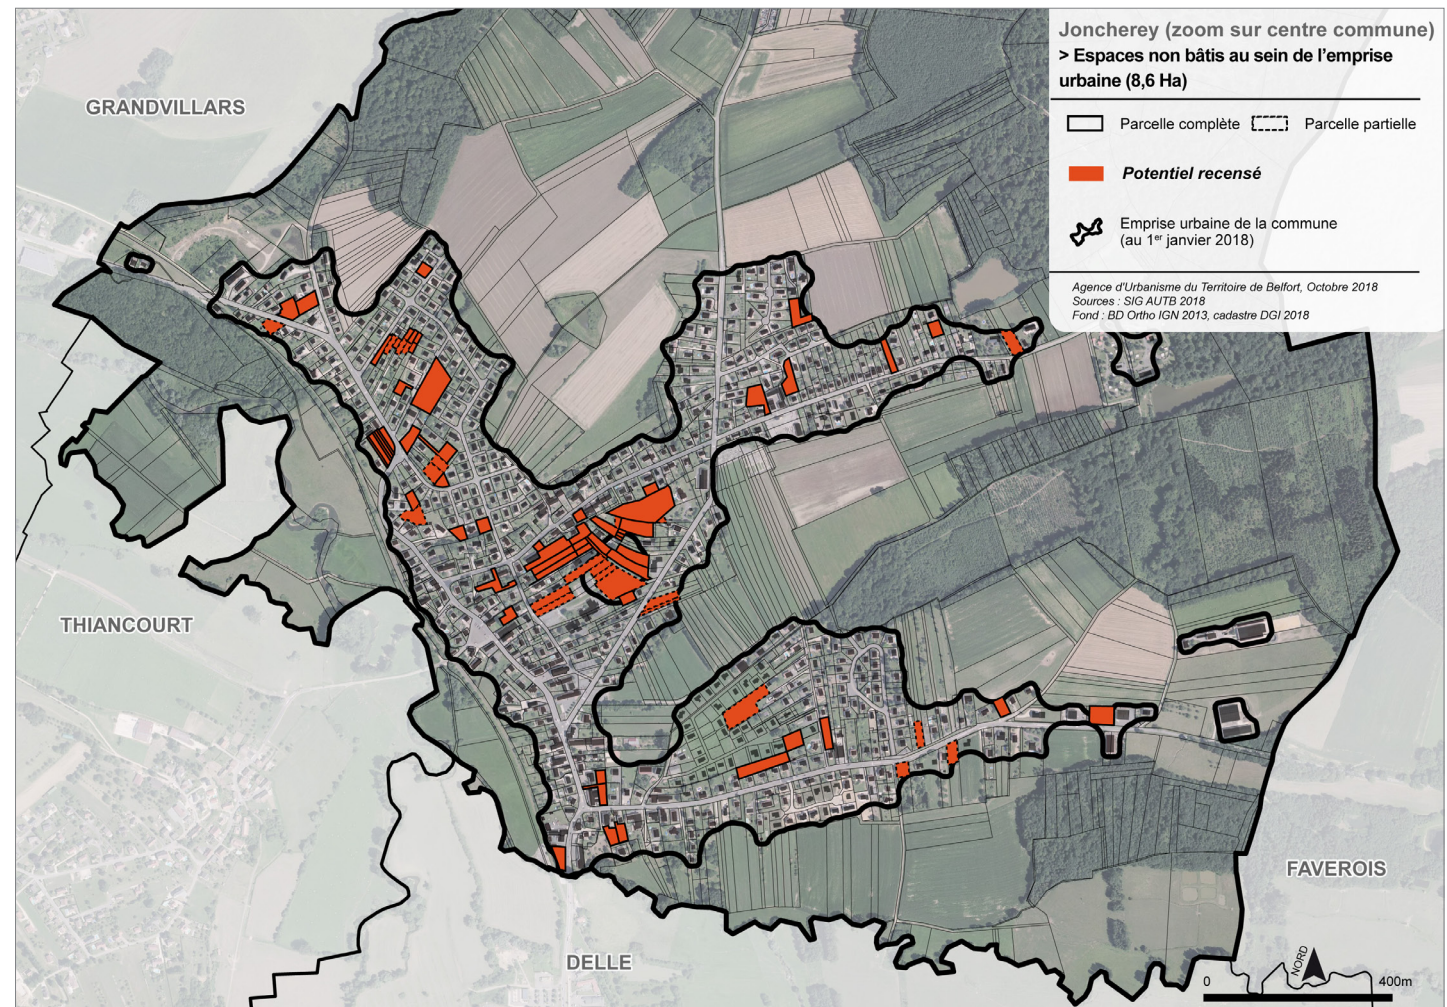 Joncherey (zoom sur centre commune)
> Espaces non bâtis au sein de l'emprise
urbaine (8,6 Ha)
Parcelle complète Parcelle partielle
Potentiel recensé
Emprise urbaine de la commune
(au 1er janvier 2018)
Agence d'Urbanisme du Territoire de Belfort, Octobre 2018
Sources : SIG AUTB 2018
Fond : BD Ortho IGN 2013, cadastre DGI 2018
GRANDVILLARS
THIANCOURT
FAVEROIS
DELLE
NORD
0 400m